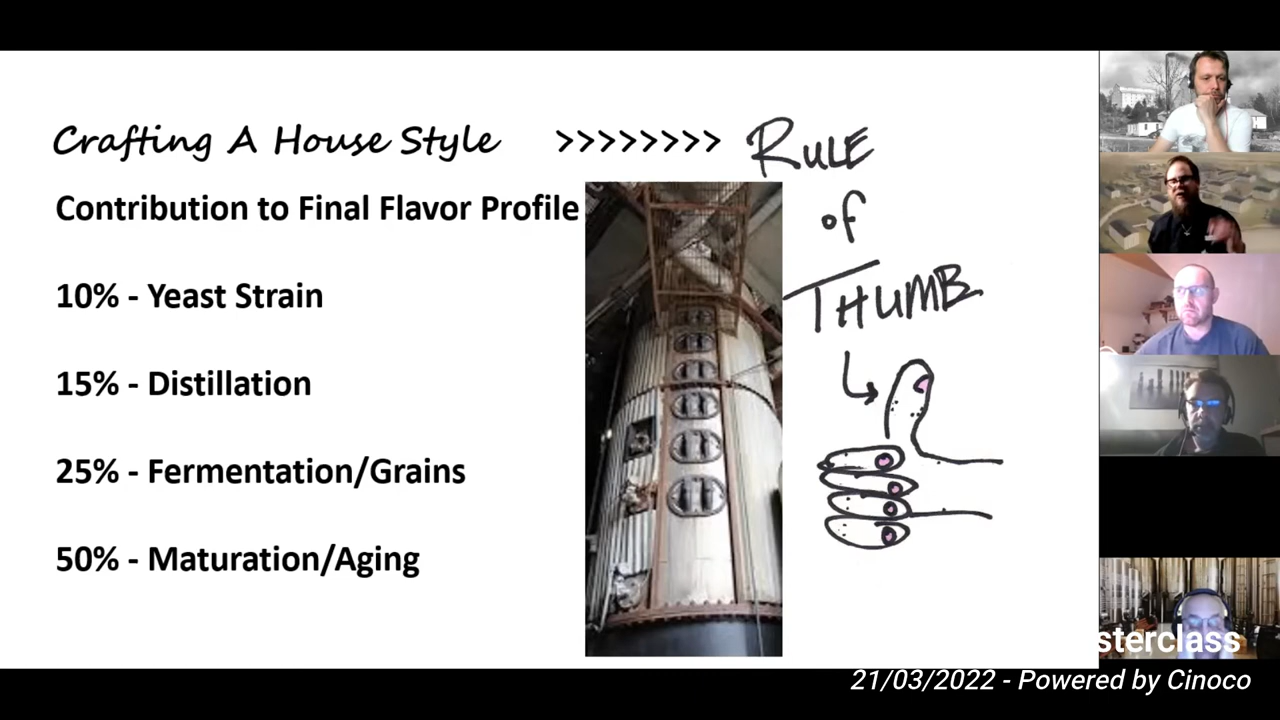 Crafting A House Style >>>>>>>> RULE
of
THUMB
Contribution to Final Flavor Profile
10% - Yeast Strain
15% - Distillation
25% - Fermentation/Grains
50% - Maturation/Aging
sterclass
21/03/2022 - Powered by Cinoco